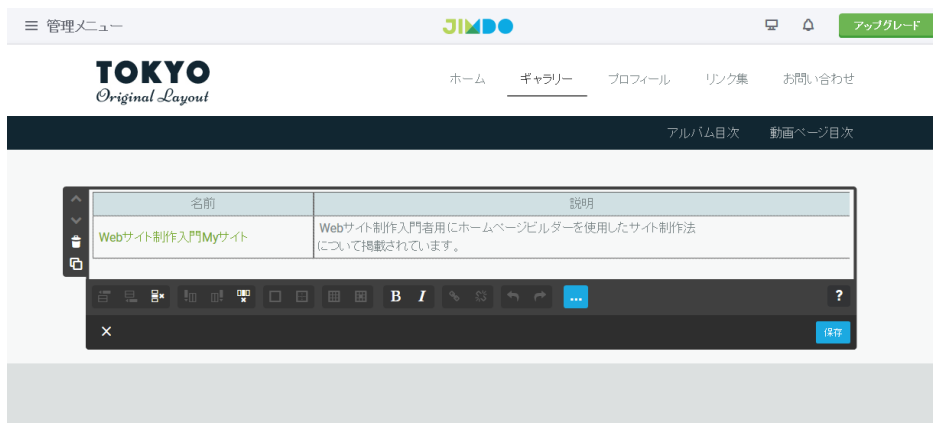 管理メニュー
JIMDO
アップグレード
TOKYO
Original Layout
ホーム ギャラリー プロフィール リンク集 お問い合わせ
アルバム目次 動画ページ目次
名前 説明
Webサイト制作入門Myサイト
Webサイト制作入門者用にホームページビルダーを使用したサイト制作法
について掲載されています。
B I ... ?
保存